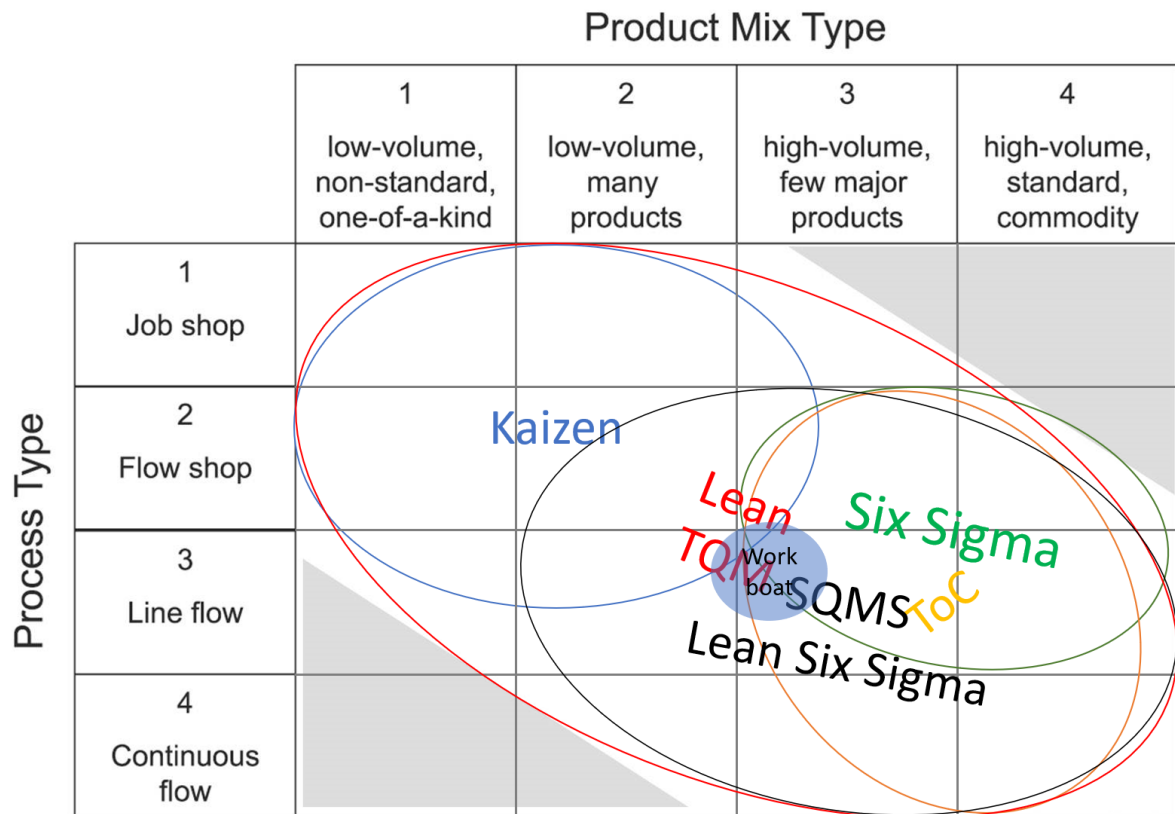 Product Mix Type
1
low-volume,
non-standard,
one-of-a-kind
2
low-volume,
many
products
3
high-volume,
few major
products
4
high-volume,
standard,
commodity
Process Type
1
Job shop
2
Flow shop
3
Line flow
4
Continuous
flow
Kaizen
Lean
TQM
Work
boat
Six Sigma
SQMS
ToC
Lean Six Sigma